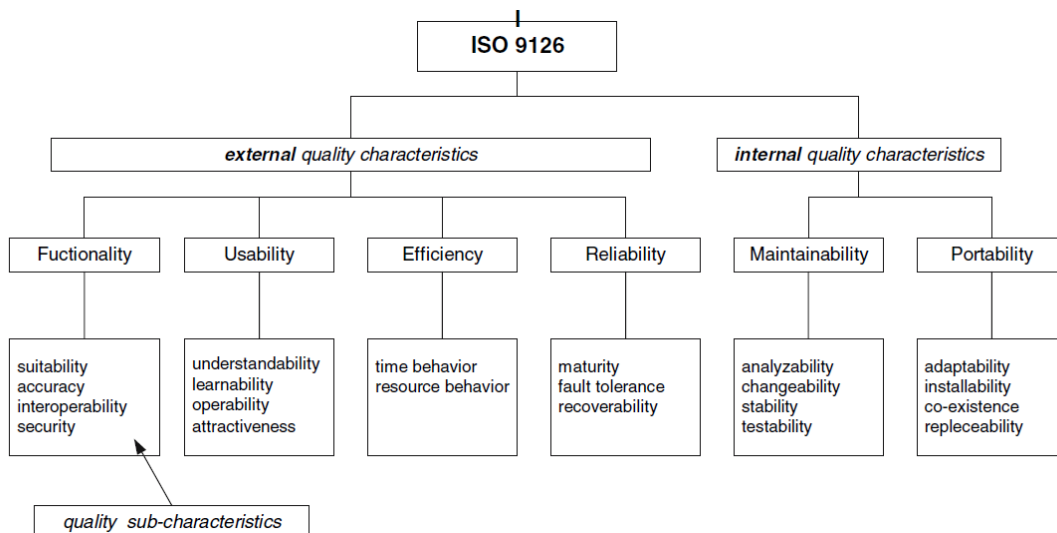 ISO 9126
external quality characteristics
internal quality characteristics
Fuctionality
Usability
Efficiency
Reliability
Maintainability
Portability
suitability
accuracy
interoperability
security
understandability
learnability
operability
attractiveness
time behavior
resource behavior
maturity
fault tolerance
recoverability
analyzability
changeability
stability
testability
adaptability
installability
co-existence
repleceability
quality sub-characteristics